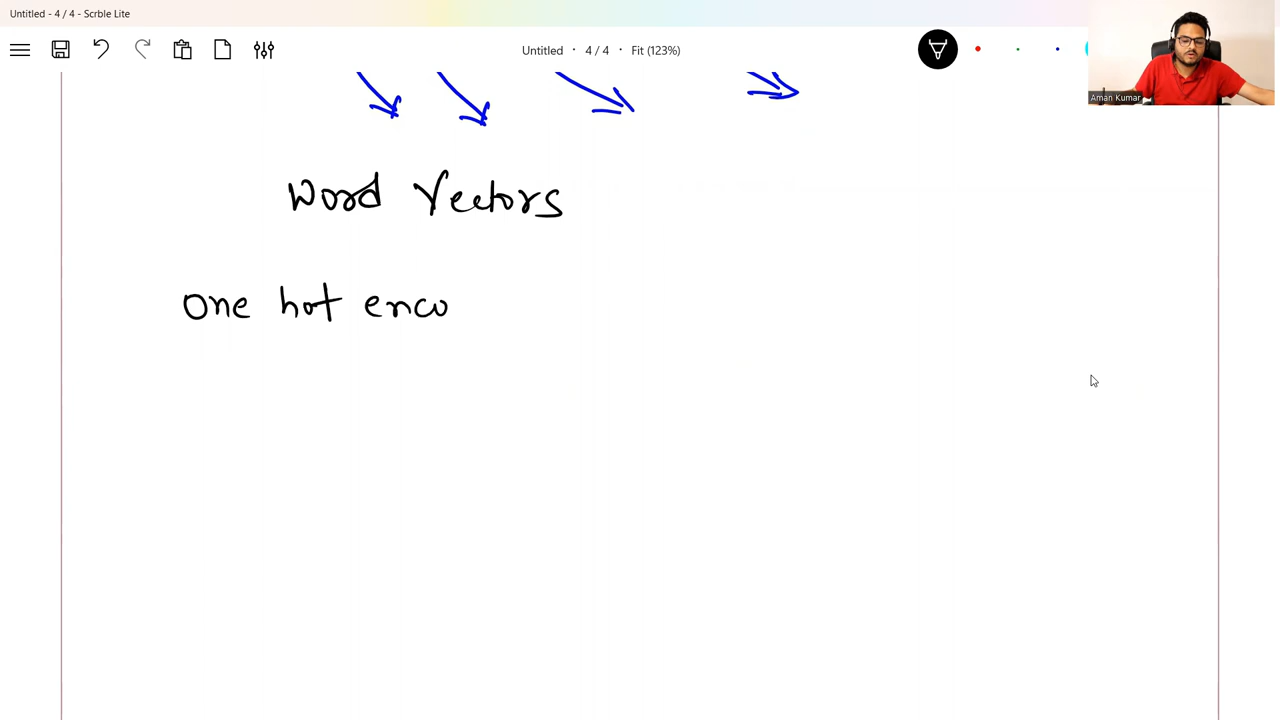 Untitled - 4 / 4 - Scrble Lite
Untitled • 4 / 4 • Fit (123%)
Aman Kumar
Word Vectors
One hot enco